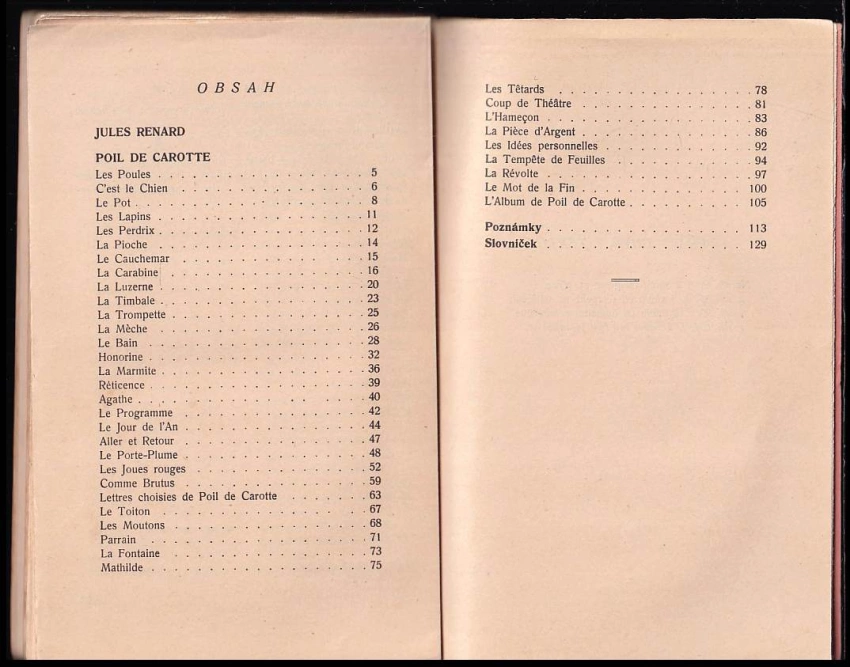 OBSAH
JULES RENARD
POIL DE CAROTTE
Les Poules . . . . . . . . . . . . . . . . . 5
C'est le Chien . . . . . . . . . . . . . . . 6
Le Pot . . . . . . . . . . . . . . . . . . 8
Les Lapins . . . . . . . . . . . . . . . . . 11
Les Perdrix . . . . . . . . . . . . . . . . . 12
La Pioche . . . . . . . . . . . . . . . . . 14
Le Cauchemar . . . . . . . . . . . . . . . 15
La Carabine . . . . . . . . . . . . . . . . 16
La Luzerne . . . . . . . . . . . . . . . . 20
La Timbale . . . . . . . . . . . . . . . . 23
La Trompette . . . . . . . . . . . . . . . 25
La Mèche . . . . . . . . . . . . . . . . . 26
Le Bain . . . . . . . . . . . . . . . . . . 28
Honorine . . . . . . . . . . . . . . . . . 32
La Marmite . . . . . . . . . . . . . . . . 36
Réticence . . . . . . . . . . . . . . . . . 39
Agathe . . . . . . . . . . . . . . . . . . 40
Le Programme . . . . . . . . . . . . . . . 42
Le Jour de l'An . . . . . . . . . . . . . . 44
Aller et Retour . . . . . . . . . . . . . . 47
Le Porte-Plume . . . . . . . . . . . . . . 48
Les Joues rouges . . . . . . . . . . . . . 52
Comme Brutus . . . . . . . . . . . . . . . 59
Lettres choisies de Poil de Carotte . . . . . . . 63
Le Toiton . . . . . . . . . . . . . . . . . 67
Les Moutons . . . . . . . . . . . . . . . . 68
Parrain . . . . . . . . . . . . . . . . . . 71
La Fontaine . . . . . . . . . . . . . . . . 73
Mathilde . . . . . . . . . . . . . . . . . . 75
Les Têtards . . . . . . . . . . . . . . . . 78
Coup de Théâtre . . . . . . . . . . . . . . 81
L'Hameçon . . . . . . . . . . . . . . . . . 83
La Pièce d'Argent . . . . . . . . . . . . . . 86
Les Idées personnelles . . . . . . . . . . . . 92
La Tempête de Feuilles . . . . . . . . . . . . 94
La Révolte . . . . . . . . . . . . . . . . . 97
Le Mot de la Fin . . . . . . . . . . . . . . 100
L'Album de Poil de Carotte . . . . . . . . . . 105
Poznámky . . . . . . . . . . . . . . . . . 113
Slovníček . . . . . . . . . . . . . . . . . 129